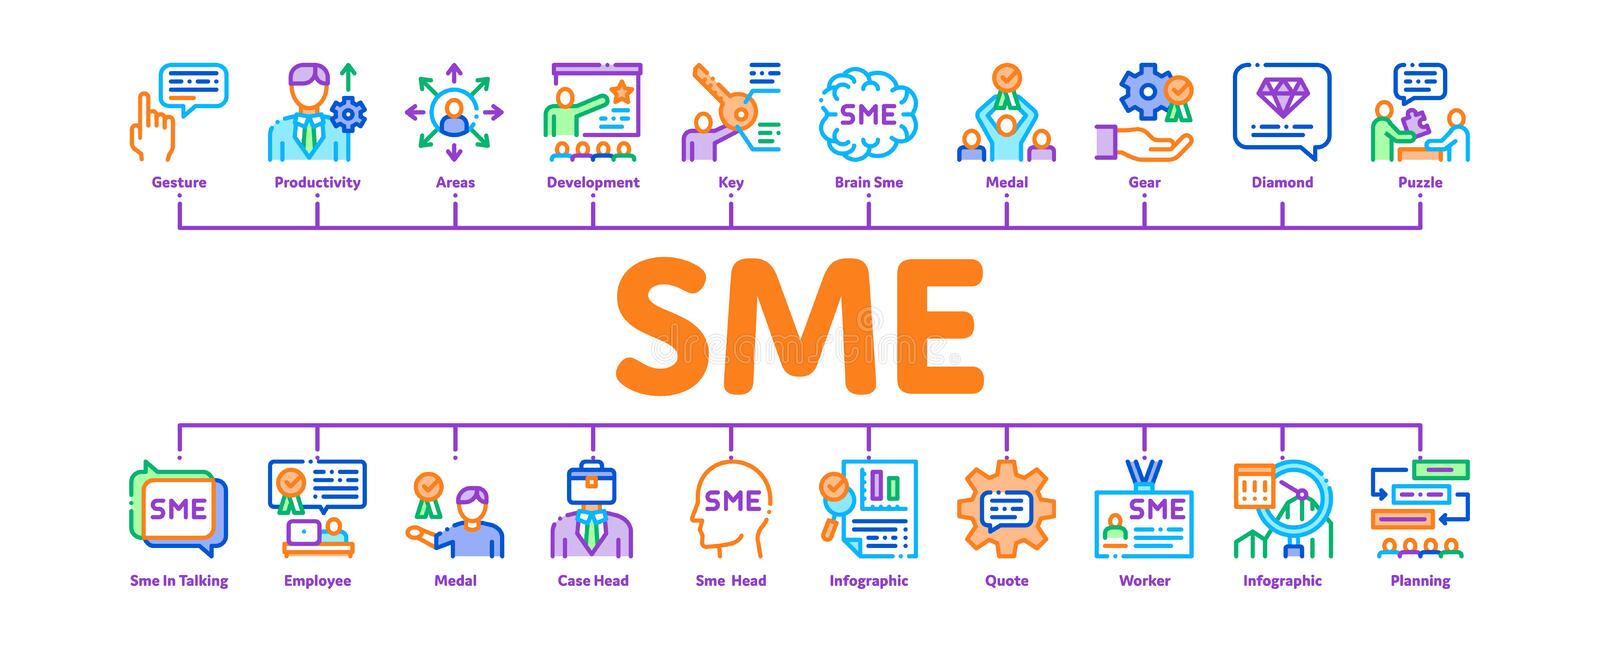 SME
Gesture Productivity Areas Development Key Brain Sme Medal Gear Diamond Puzzle
SME
SME SME SME
Sme In Talking Employee Medal Case Head Sme Head Infographic Quote Worker Infographic Planning